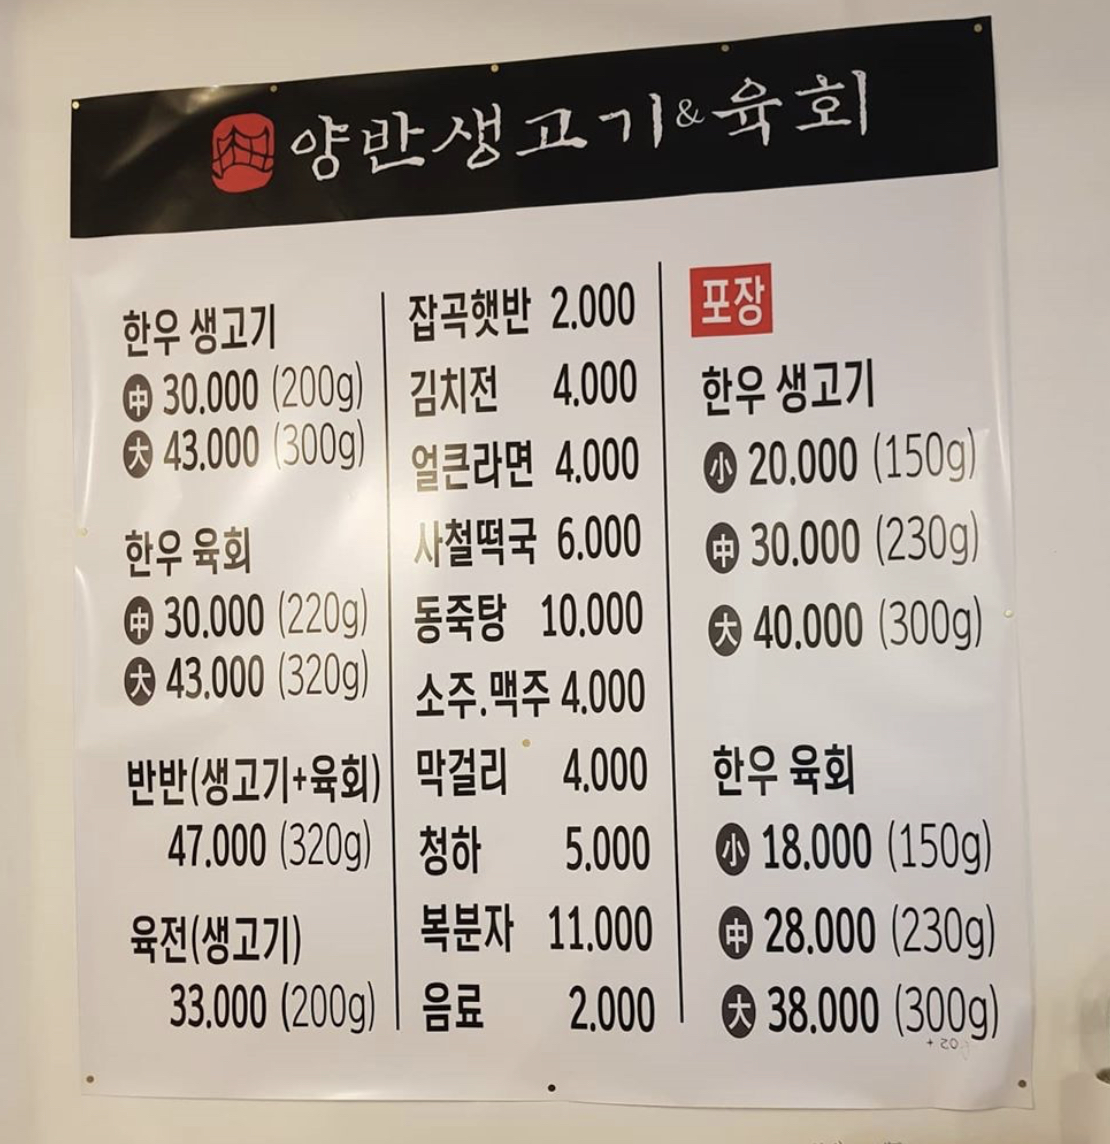 양반생고기&육회
한우 생고기
中 30.000 (200g)
大 43.000 (300g)
한우 육회
中 30.000 (220g)
大 43.000 (320g)
반반(생고기+육회)
47.000 (320g)
육전(생고기)
33.000 (200g)
잡곡햇반 2.000
김치전 4.000
얼큰라면 4.000
사철떡국 6.000
동죽탕 10.000
소주.맥주 4.000
막걸리 4.000
청하 5.000
복분자 11.000
음료 2.000
포장
한우 생고기
小 20.000 (150g)
中 30.000 (230g)
大 40.000 (300g)
한우 육회
小 18.000 (150g)
中 28.000 (230g)
大 38.000 (300g)